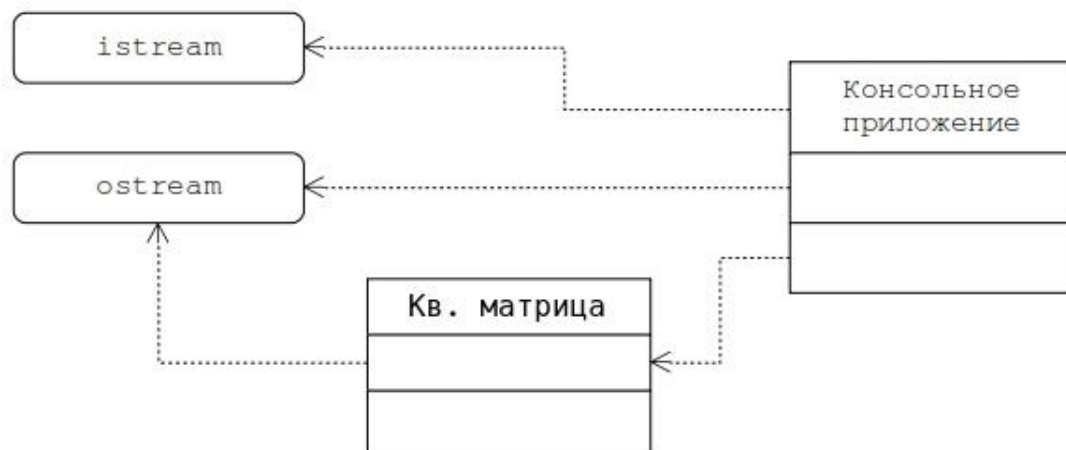 istream
Консольное
приложение
ostream
Кв. матрица